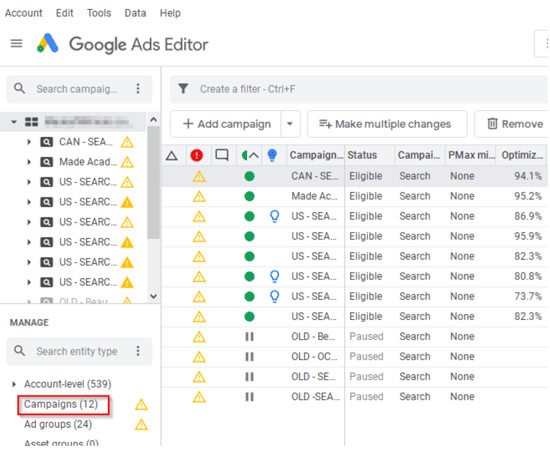 Account Edit Tools Data Help
Google Ads Editor
Search campaig...
CAN - SEA...
Made Acad...
US - SEARC...
US - SEARC...
US - SEARC...
US - SEARC...
US - SEARC...
US - SEARC...
OLD - Beau...
MANAGE
Search entity type
Account-level (539)
Campaigns (12)
Ad groups (24)
Asset groups (0)
Create a filter - Ctrl+F
Add campaign Make multiple changes Remove
Campaign... Status Campai... PMax mi... Optimiz...
CAN - SE... Eligible Search None 94.1%
Made Ac... Eligible Search None 95.2%
US - SEA... Eligible Search None 86.9%
US - SEA... Eligible Search None 95.9%
US - SEA... Eligible Search None 82.3%
US - SEA... Eligible Search None 80.8%
US - SEA... Eligible Search None 73.7%
US - SEA... Eligible Search None 82.3%
OLD - Be... Paused Search None
OLD - OC... Paused Search None
OLD - SE... Paused Search None
OLD -SEA... Paused Search None